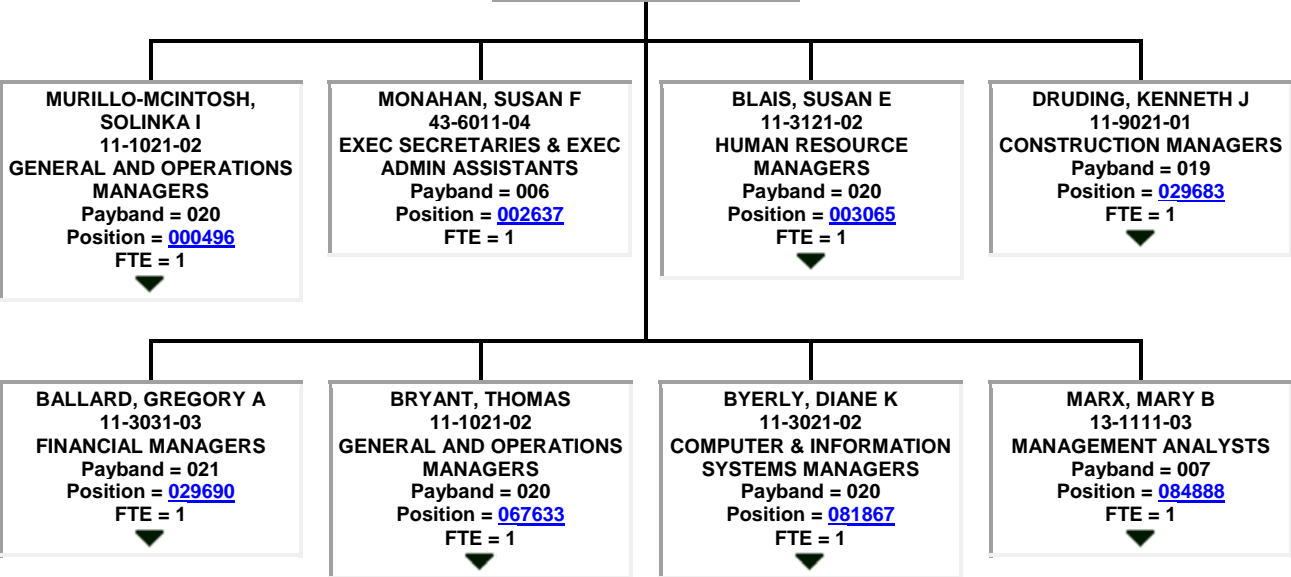 MURILLO-MCINTOSH,
SOLINKA I
11-1021-02
GENERAL AND OPERATIONS
MANAGERS
Payband = 020
Position = 000496
FTE = 1
MONAHAN, SUSAN F
43-6011-04
EXEC SECRETARIES & EXEC
ADMIN ASSISTANTS
Payband = 006
Position = 002637
FTE = 1
BLAIS, SUSAN E
11-3121-02
HUMAN RESOURCE
MANAGERS
Payband = 020
Position = 003065
FTE = 1
DRUDING, KENNETH J
11-9021-01
CONSTRUCTION MANAGERS
Payband = 019
Position = 029683
FTE = 1
BALLARD, GREGORY A
11-3031-03
FINANCIAL MANAGERS
Payband = 021
Position = 029690
FTE = 1
BRYANT, THOMAS
11-1021-02
GENERAL AND OPERATIONS
MANAGERS
Payband = 020
Position = 067633
FTE = 1
BYERLY, DIANE K
11-3021-02
COMPUTER & INFORMATION
SYSTEMS MANAGERS
Payband = 020
Position = 081867
FTE = 1
MARX, MARY B
13-1111-03
MANAGEMENT ANALYSTS
Payband = 007
Position = 084888
FTE = 1